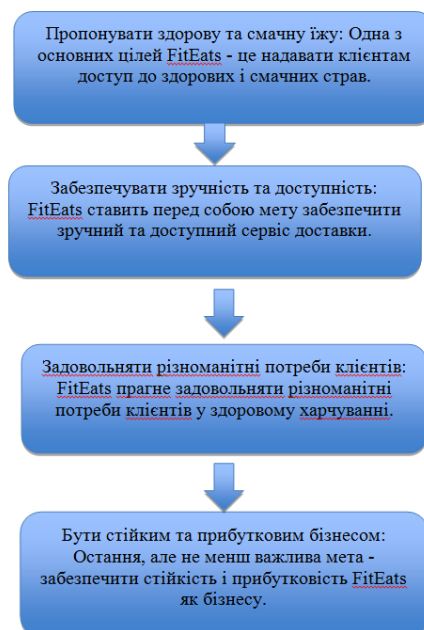 Пропонувати здорову та смачну їжу: Одна з
основних цілей FitEats - це надавати клієнтам
доступ до здорових і смачних страв.
Забезпечувати зручність та доступність:
FitEats ставить перед собою мету забезпечити
зручний та доступний сервіс доставки.
Задовольняти різноманітні потреби клієнтів:
FitEats прагне задовольняти різноманітні
потреби клієнтів у здоровому харчуванні.
Бути стійким та прибутковим бізнесом:
Остання, але не менш важлива мета -
забезпечити стійкість і прибутковість FitEats
як бізнесу.